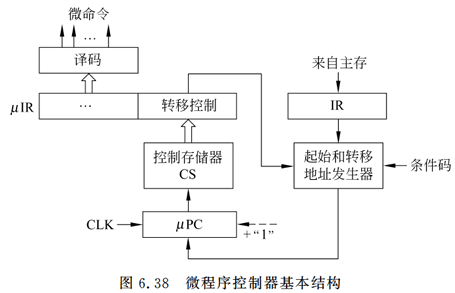 微命令
…
译码
来自主存
μIR
…
转移控制
IR
控制存储器
CS
起始和转移
地址发生器
条件码
CLK
μPC
+“1”
图 6.38 微程序控制器基本结构